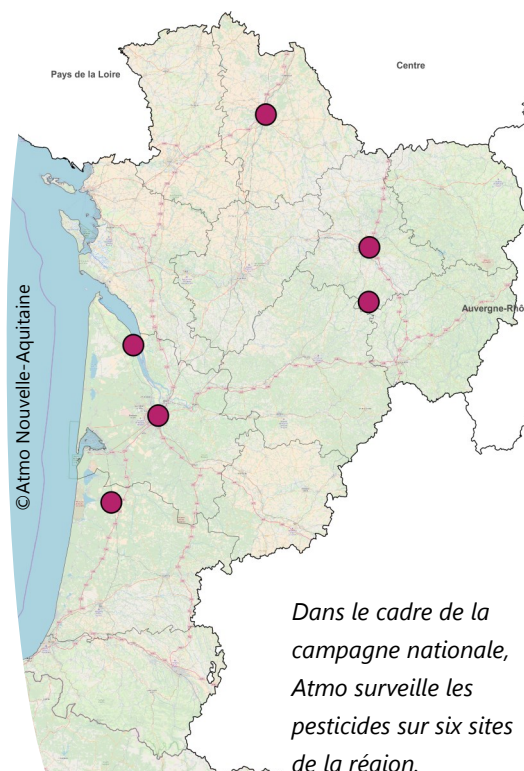 Pays de la Loire
Centre
Auvergne-Rhô
©Atmo Nouvelle-Aquitaine
Dans le cadre de la
campagne nationale,
Atmo surveille les
pesticides sur six sites
de la région.